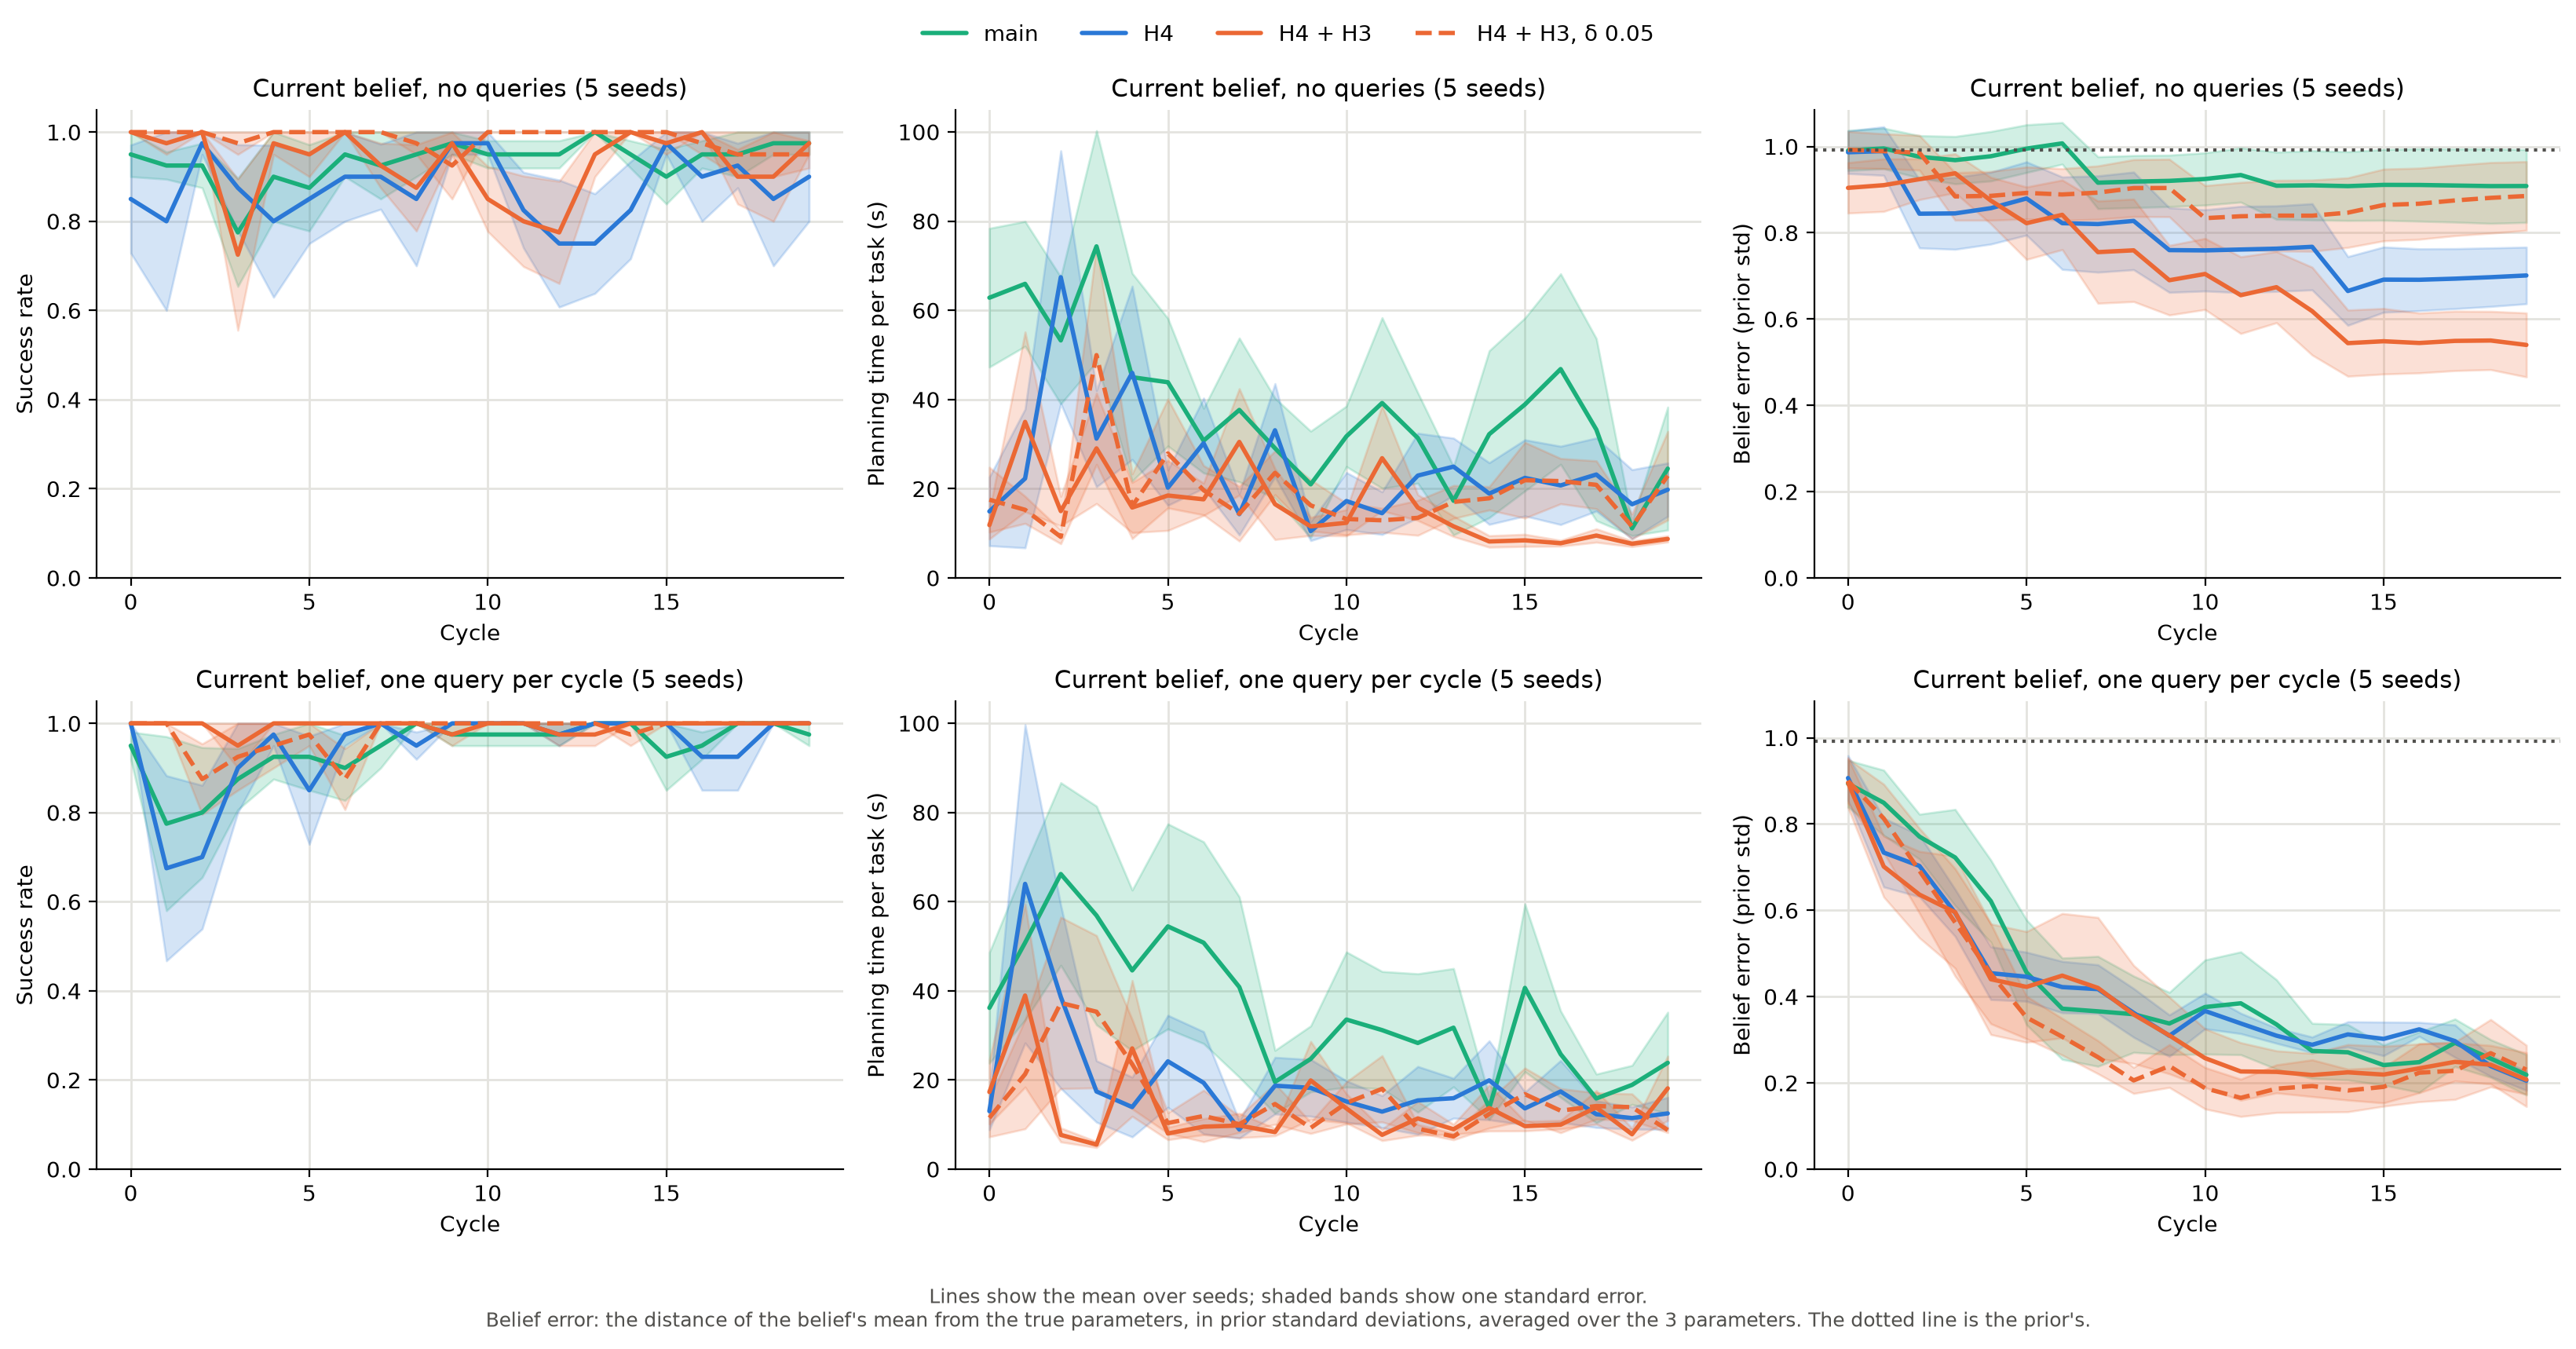 main H4 H4 + H3 H4 + H3, δ 0.05
Current belief, no queries (5 seeds)
Success rate
1.0
0.8
0.6
0.4
0.2
0.0
0 5 10 15
Cycle
Current belief, no queries (5 seeds)
Planning time per task (s)
100
80
60
40
20
0
0 5 10 15
Cycle
Current belief, no queries (5 seeds)
Belief error (prior std)
1.0
0.8
0.6
0.4
0.2
0.0
0 5 10 15
Cycle
Current belief, one query per cycle (5 seeds)
Success rate
1.0
0.8
0.6
0.4
0.2
0.0
0 5 10 15
Cycle
Current belief, one query per cycle (5 seeds)
Planning time per task (s)
100
80
60
40
20
0
0 5 10 15
Cycle
Current belief, one query per cycle (5 seeds)
Belief error (prior std)
1.0
0.8
0.6
0.4
0.2
0.0
0 5 10 15
Cycle
Lines show the mean over seeds; shaded bands show one standard error.
Belief error: the distance of the belief's mean from the true parameters, in prior standard deviations, averaged over the 3 parameters. The dotted line is the prior's.